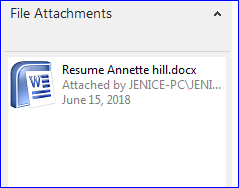 File Attachments
Resume Annette hill.docx
Attached by JENICE-PC\JENI...
June 15, 2018